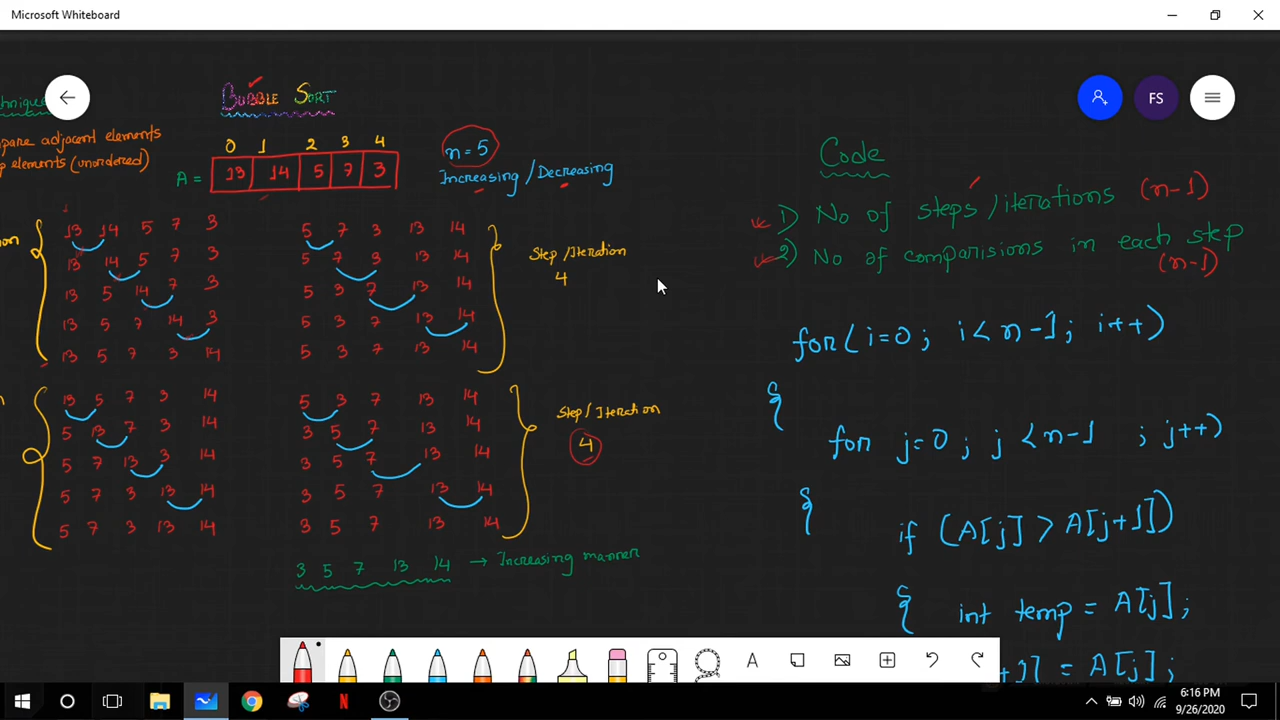 Microsoft Whiteboard
chnique
BUBBLE SORT
pare adjacent elements
p elements (unordered)
0 1 2 3 4
A = 13 14 5 7 3
n = 5
Increasing / Decreasing
on
13 14 5 7 3
13 14 5 7 3
13 5 14 7 3
13 5 7 14 3
13 5 7 3 14
n
13 5 7 3 14
5 13 7 3 14
5 7 13 3 14
5 7 3 13 14
5 7 3 13 14
5 7 3 13 14
5 7 3 13 14
5 3 7 13 14
5 3 7 13 14
5 3 7 13 14
Step / Iteration
4
5 3 7 13 14
3 5 7 13 14
3 5 7 13 14
3 5 7 13 14
3 5 7 13 14
Step / Iteration
4
3 5 7 13 14 → Increasing manner
FS
Code
1) No of steps / iterations (n-1)
2) No of comparisions in each step
(n-1)
for( i=0 ; i < n-1 ; i++)
{
for j=0 ; j < n-1 ; j++)
{
if (A[j] > A[j+1])
{ int temp = A[j];
+1] = A[j];
A
N
6:16 PM
9/26/2020